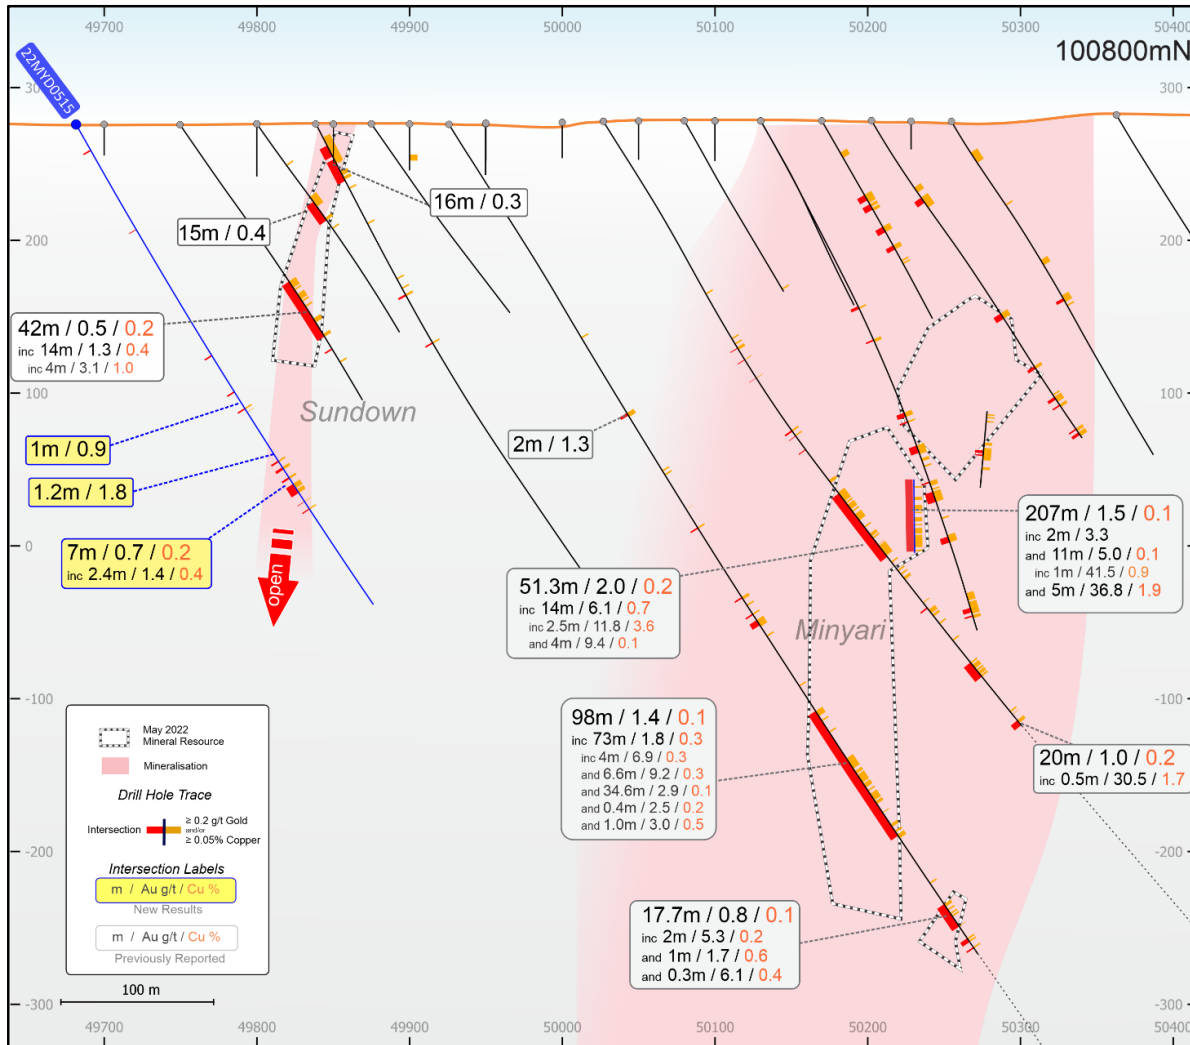 49700 49800 49900 50000 50100 50200 50300 50400
100800mN
22MYD0515
300
300
200
200
100
100
0
0
-100
-100
-200
-200
-300
-300
16m / 0.3
15m / 0.4
42m / 0.5 / 0.2
inc 14m / 1.3 / 0.4
inc 4m / 3.1 / 1.0
Sundown
1m / 0.9
1.2m / 1.8
7m / 0.7 / 0.2
inc 2.4m / 1.4 / 0.4
open
2m / 1.3
51.3m / 2.0 / 0.2
inc 14m / 6.1 / 0.7
inc 2.5m / 11.8 / 3.6
and 4m / 9.4 / 0.1
207m / 1.5 / 0.1
inc 2m / 3.3
and 11m / 5.0 / 0.1
inc 1m / 41.5 / 0.9
and 5m / 36.8 / 1.9
Minyari
98m / 1.4 / 0.1
inc 73m / 1.8 / 0.3
inc 4m / 6.9 / 0.3
and 6.6m / 9.2 / 0.3
and 34.6m / 2.9 / 0.1
and 0.4m / 2.5 / 0.2
and 1.0m / 3.0 / 0.5
20m / 1.0 / 0.2
inc 0.5m / 30.5 / 1.7
17.7m / 0.8 / 0.1
inc 2m / 5.3 / 0.2
and 1m / 1.7 / 0.6
and 0.3m / 6.1 / 0.4
May 2022
Mineral Resource
Mineralisation
Drill Hole Trace
Intersection
≥ 0.2 g/t Gold
and/or
≥ 0.05% Copper
Intersection Labels
m / Au g/t / Cu %
New Results
m / Au g/t / Cu %
Previously Reported
100 m
49700 49800 49900 50000 50100 50200 50300 50400